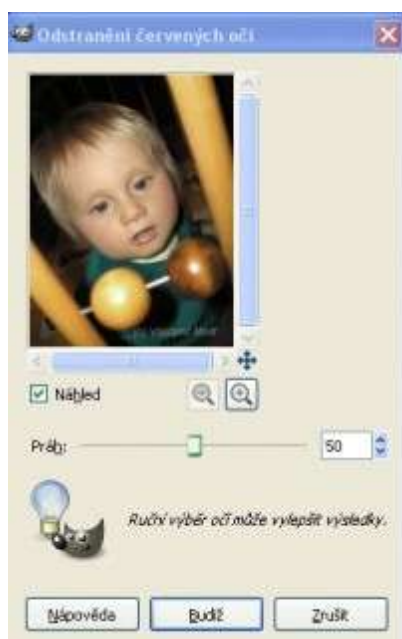 Odstranění červených očí
Náhled
Práh:
50
Ruční výběr očí může vylepšit výsledky.
Nápověda
Budiž
Zrušit